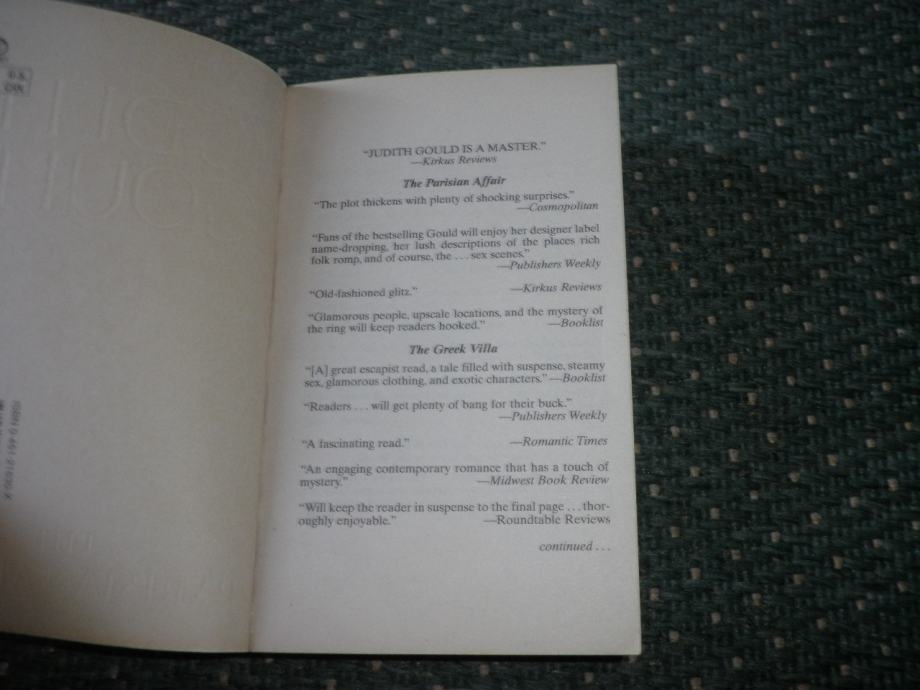 U.S.
CAN.
"JUDITH GOULD IS A MASTER."
—Kirkus Reviews
The Parisian Affair
"The plot thickens with plenty of shocking surprises."
—Cosmopolitan
"Fans of the bestselling Gould will enjoy her designer label
name-dropping, her lush descriptions of the places rich
folk romp, and of course, the . . . sex scenes."
—Publishers Weekly
"Old-fashioned glitz." —Kirkus Reviews
"Glamorous people, upscale locations, and the mystery of
the ring will keep readers hooked." —Booklist
The Greek Villa
"[A] great escapist read, a tale filled with suspense, steamy
sex, glamorous clothing, and exotic characters." —Booklist
"Readers . . . will get plenty of bang for their buck."
—Publishers Weekly
"A fascinating read." —Romantic Times
"An engaging contemporary romance that has a touch of
mystery." —Midwest Book Review
"Will keep the reader in suspense to the final page . . . thor-
oughly enjoyable." —Roundtable Reviews
continued . . .